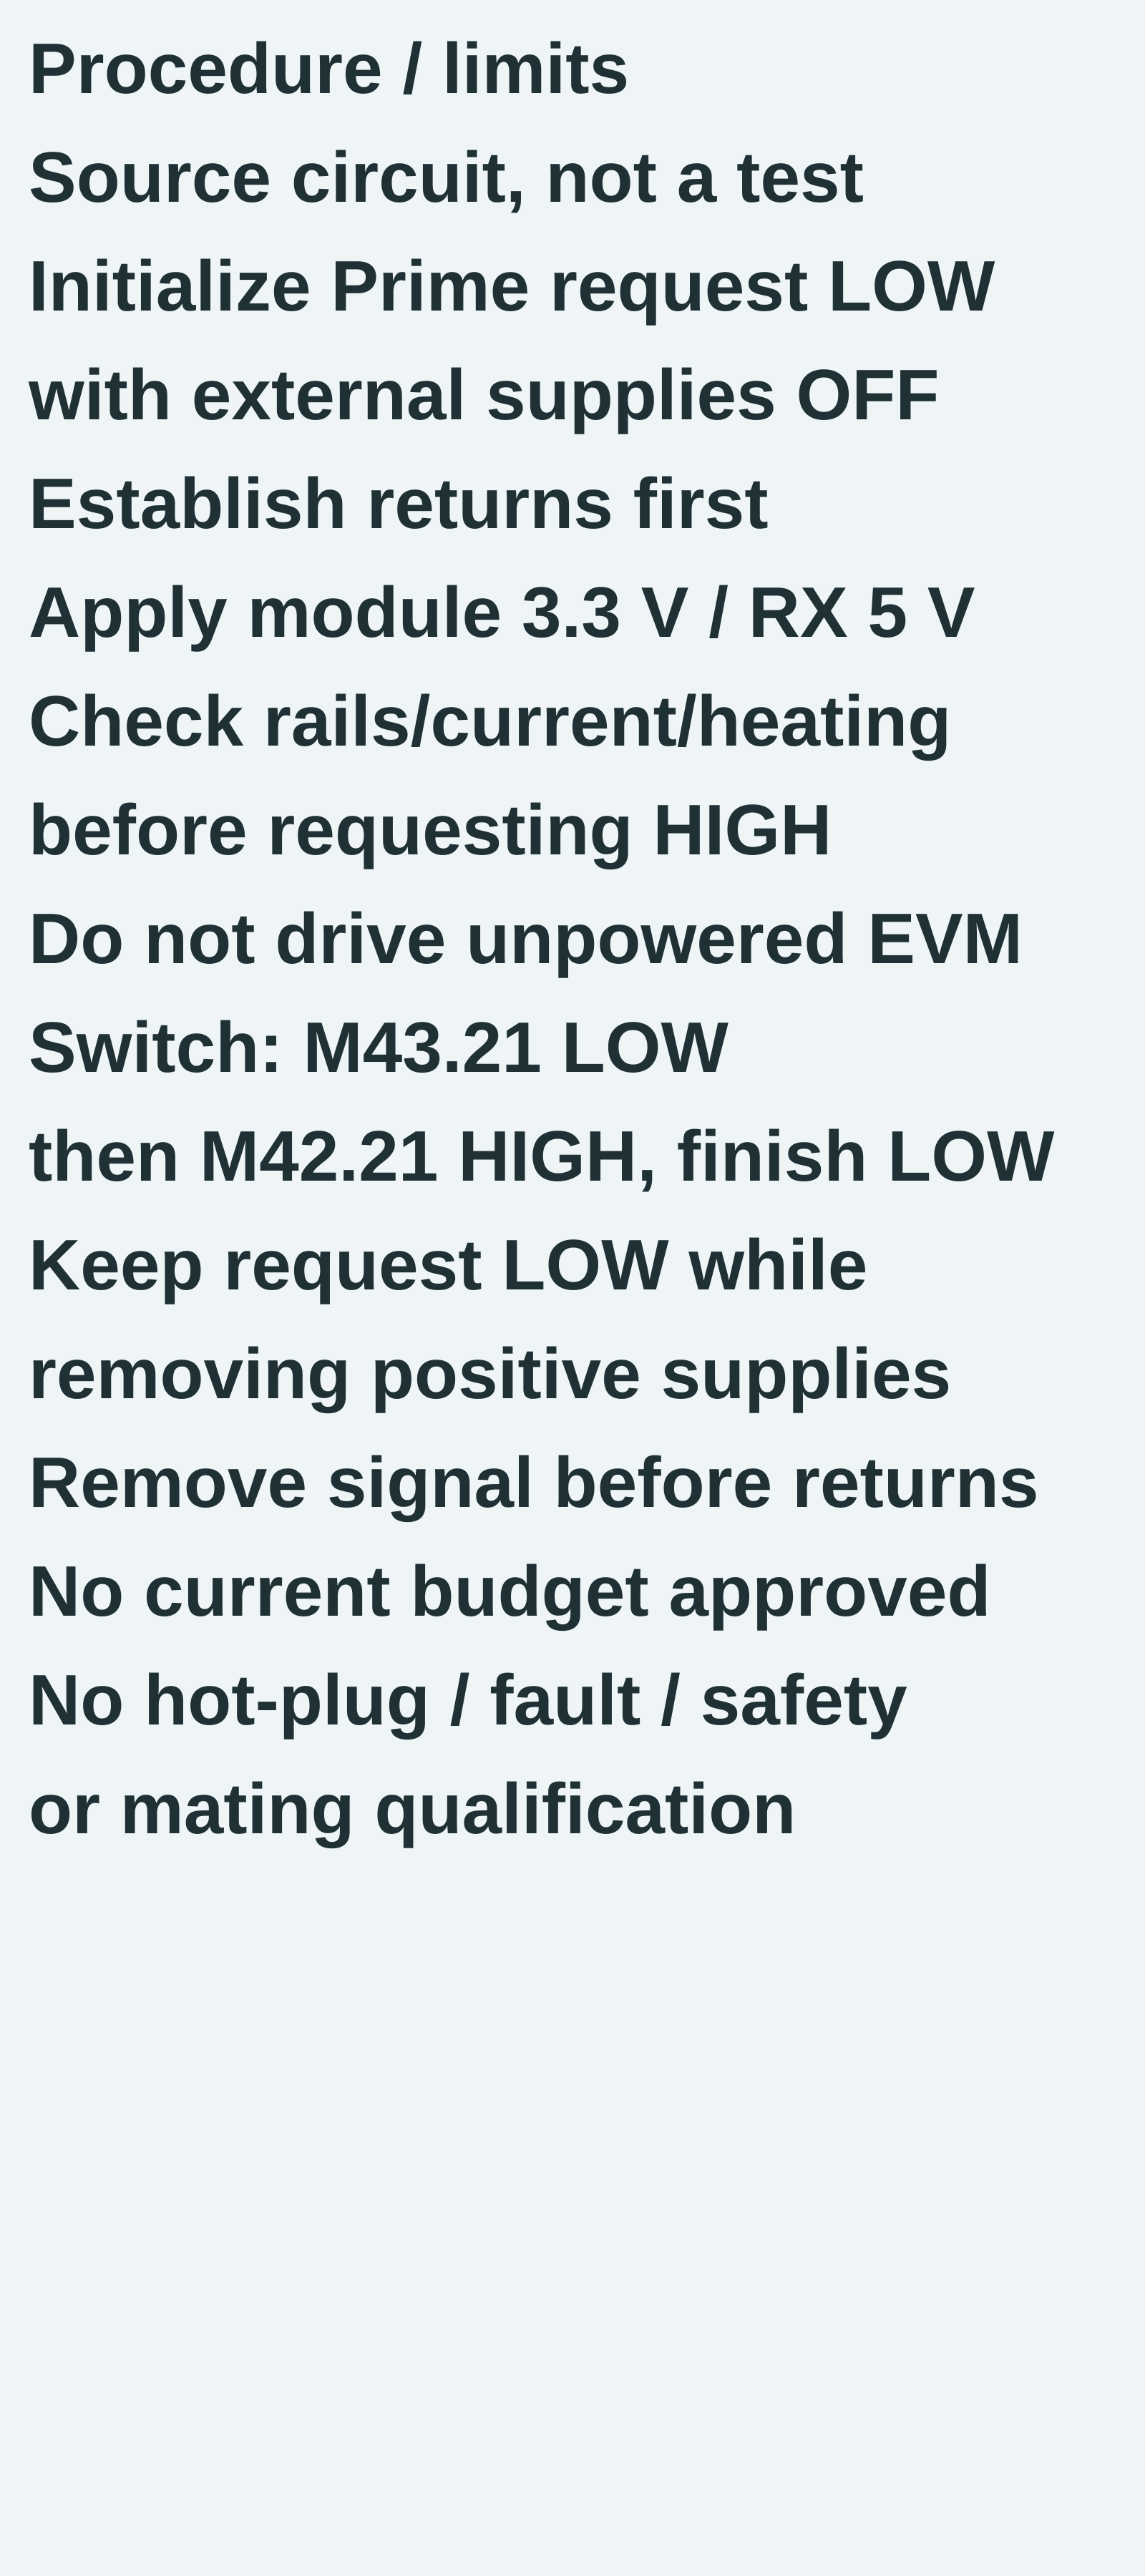 Procedure / limits
Source circuit, not a test
Initialize Prime request LOW
with external supplies OFF
Establish returns first
Apply module 3.3 V / RX 5 V
Check rails/current/heating
before requesting HIGH
Do not drive unpowered EVM
Switch: M43.21 LOW
then M42.21 HIGH, finish LOW
Keep request LOW while
removing positive supplies
Remove signal before returns
No current budget approved
No hot-plug / fault / safety
or mating qualification